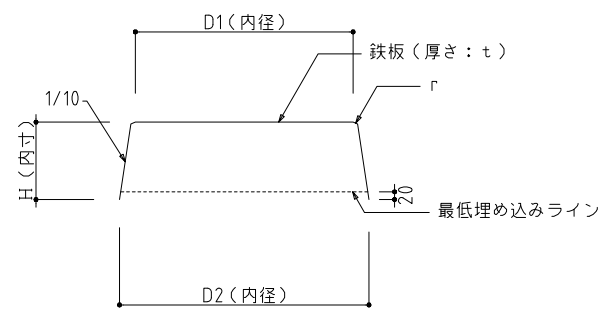 D1（内径）
鉄板（厚さ：t）
1/10
r
H（内寸）
20
最低埋め込みライン
D2（内径）